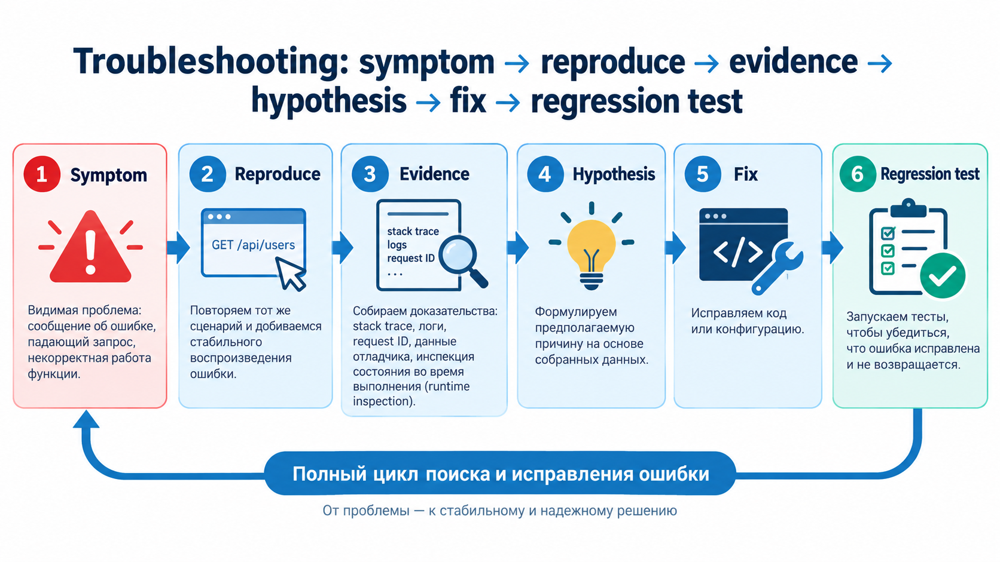 Troubleshooting: symptom → reproduce → evidence →
hypothesis → fix → regression test
1 Symptom
Видимая проблема:
сообщение об ошибке,
падающий запрос,
некорректная работа
функции.
2 Reproduce
GET /api/users
Повторяем тот же
сценарий и добиваемся
стабильного
воспроизведения
ошибки.
3 Evidence
stack trace
logs
request ID
...
Собираем доказательства:
stack trace, логи,
request ID, данные
отладчика, инспекция
состояния во время
выполнения (runtime
inspection).
4 Hypothesis
Формулируем
предполагаемую
причину на основе
собранных данных.
5 Fix
</>
Исправляем код
или конфигурацию.
6 Regression test
Запускаем тесты,
чтобы убедиться,
что ошибка исправлена
и не возвращается.
Полный цикл поиска и исправления ошибки
От проблемы — к стабильному и надежному решению